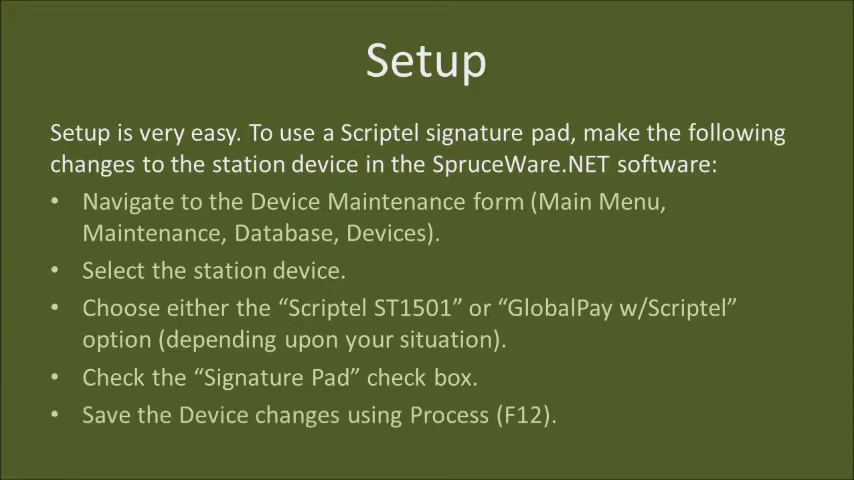 Setup
Setup is very easy. To use a Scriptel signature pad, make the following
changes to the station device in the SpruceWare.NET software:
• Navigate to the Device Maintenance form (Main Menu,
Maintenance, Database, Devices).
• Select the station device.
• Choose either the “Scriptel ST1501” or “GlobalPay w/Scriptel”
option (depending upon your situation).
• Check the “Signature Pad” check box.
• Save the Device changes using Process (F12).